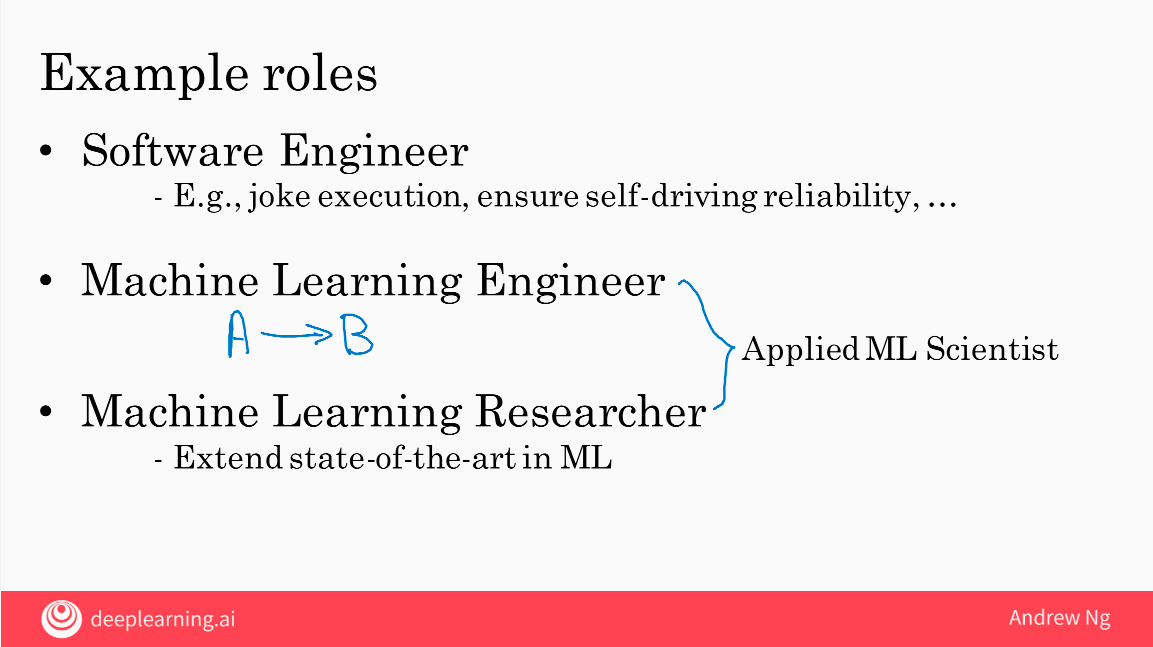 Example roles
• Software Engineer
- E.g., joke execution, ensure self-driving reliability, …
• Machine Learning Engineer
A → B
Applied ML Scientist
• Machine Learning Researcher
- Extend state-of-the-art in ML
deeplearning.ai
Andrew Ng